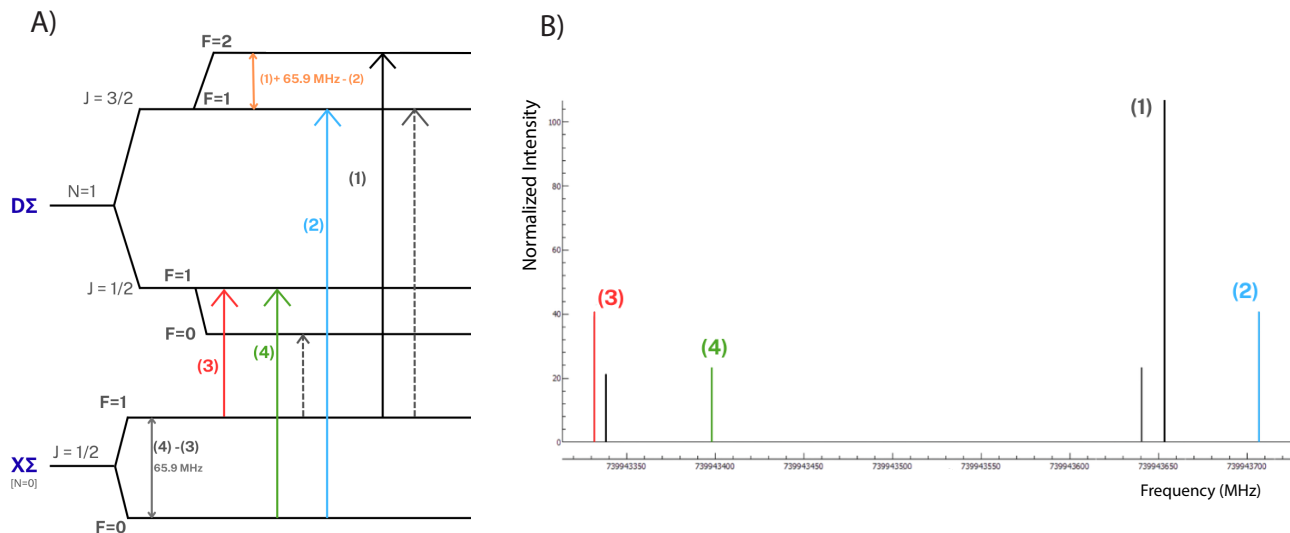 A)
F=2
(1)+ 65.9 MHz - (2)
J = 3/2
F=1
(1)
N=1
DΣ
(2)
F=1
J = 1/2
F=0
(3)
(4)
F=1
J = 1/2
(4) -(3)
65.9 MHz
XΣ
[N=0]
F=0
B)
Normalized Intensity
100
80
60
40
20
0
(1)
(2)
(3)
(4)
739943350
739943400
739943450
739943500
739943550
739943600
739943650
739943700
Frequency (MHz)